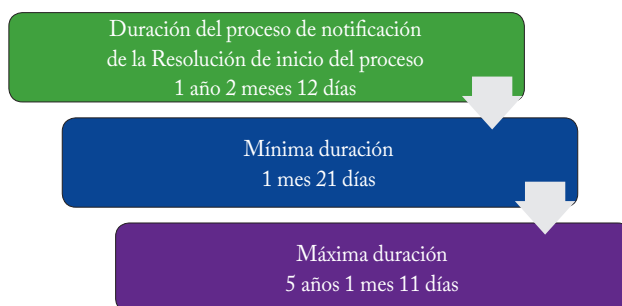 Duración del proceso de notificación
de la Resolución de inicio del proceso
1 año 2 meses 12 días
Mínima duración
1 mes 21 días
Máxima duración
5 años 1 mes 11 días